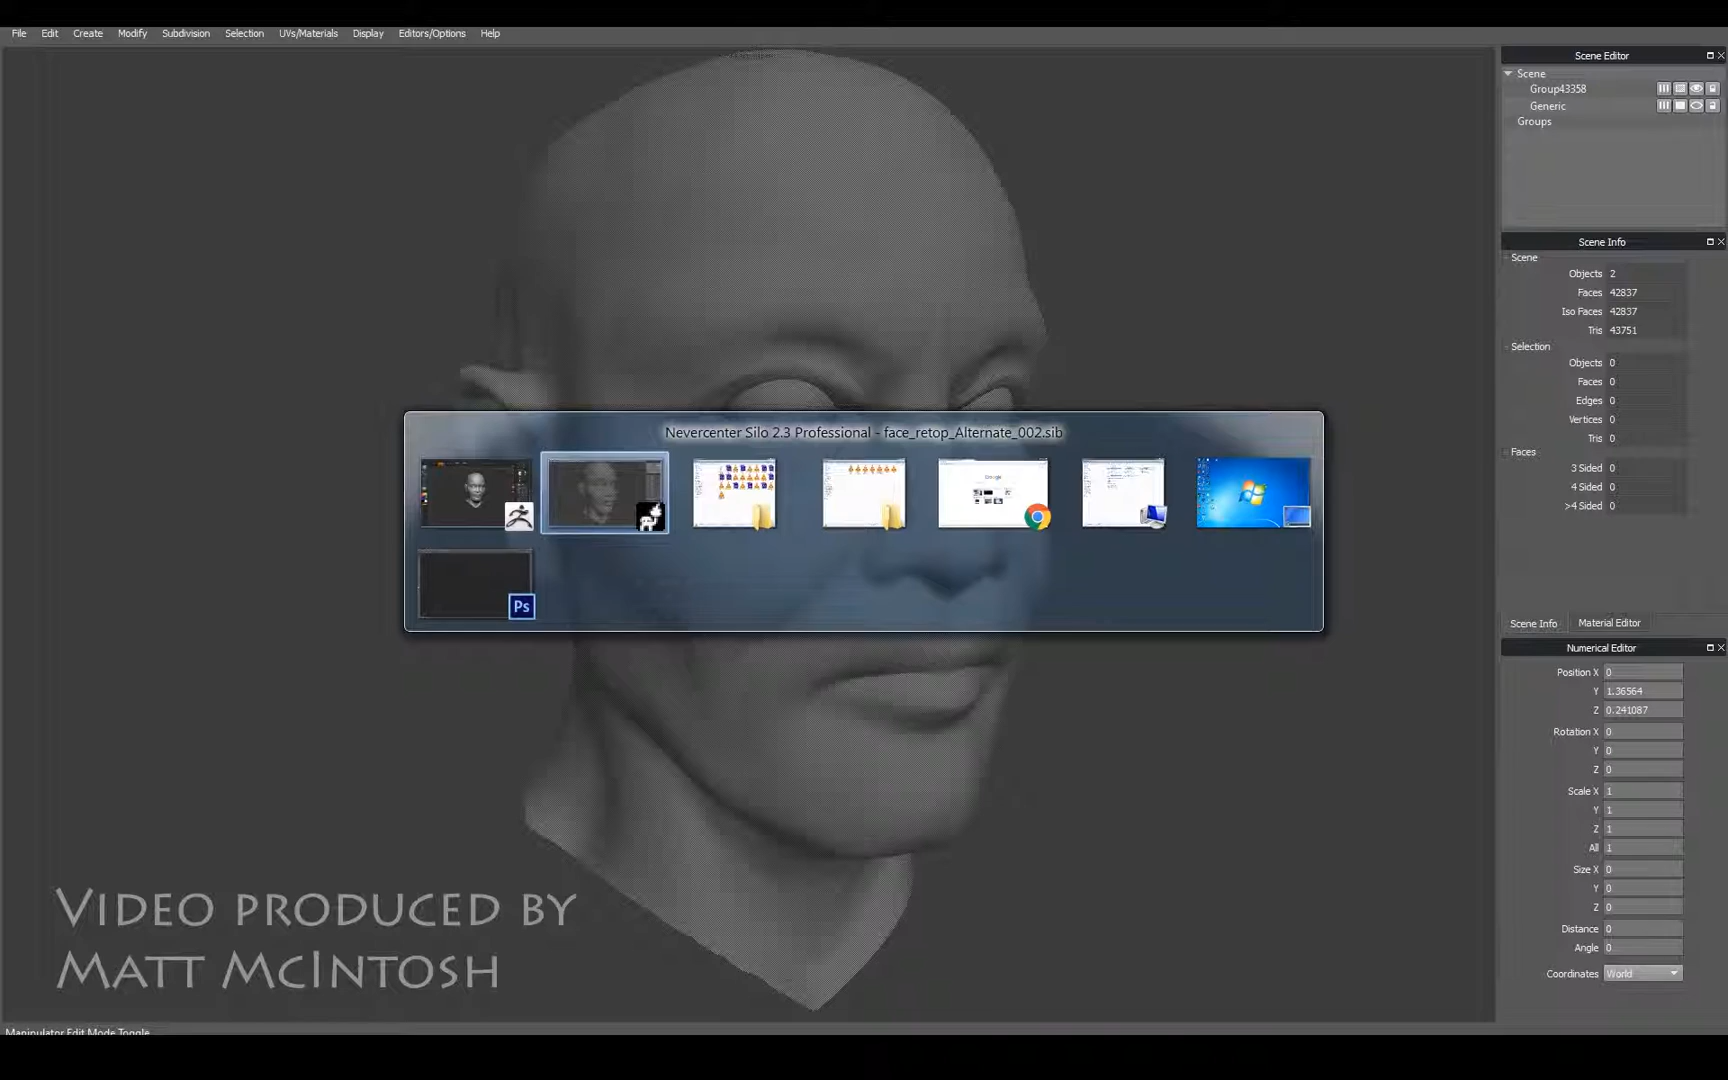 File Edit Create Modify Subdivision Selection UVs/Materials Display Editors/Options Help
Scene Editor
Scene
Group43358
Generic
Groups
Scene Info
Scene
Objects 2
Faces 42837
Iso Faces 42837
Tris 43751
Selection
Objects 0
Faces 0
Edges 0
Vertices 0
Tris 0
Faces
3 Sided 0
4 Sided 0
>4 Sided 0
Scene Info Material Editor
Numerical Editor
Position X 0
Y 1.36564
Z 0.241087
Rotation X 0
Y 0
Z 0
Scale X 1
Y 1
Z 1
All 1
Size X 0
Y 0
Z 0
Distance 0
Angle 0
Coordinates World
Nevercenter Silo 2.3 Professional - face_retop_Alternate_002.sib
Google
Ps
Video produced by
Matt McIntosh
Manipulator Edit Mode Toggle